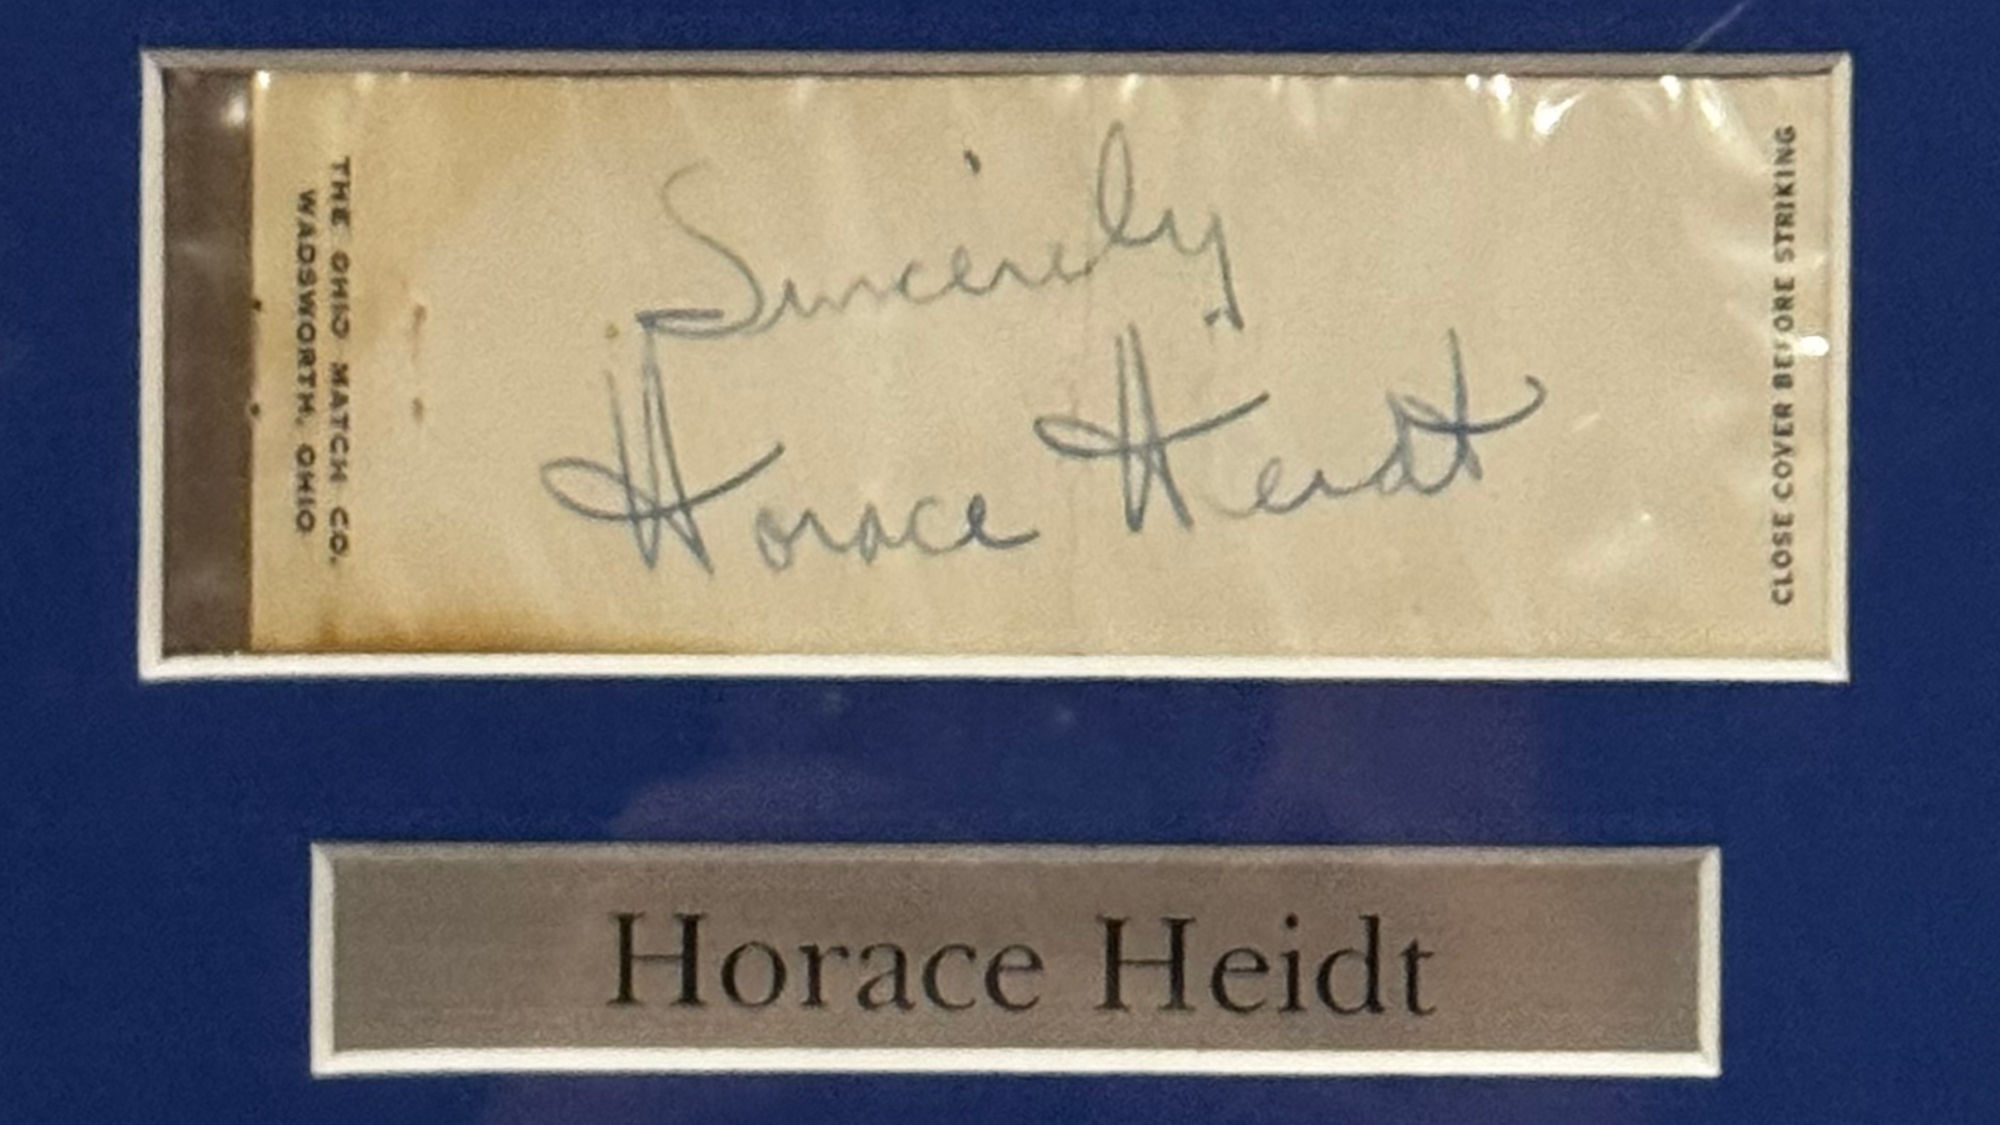 THE OHIO MATCH CO.
WADSWORTH, OHIO
Sincerely
Horace Heidt
CLOSE COVER BEFORE STRIKING
Horace Heidt